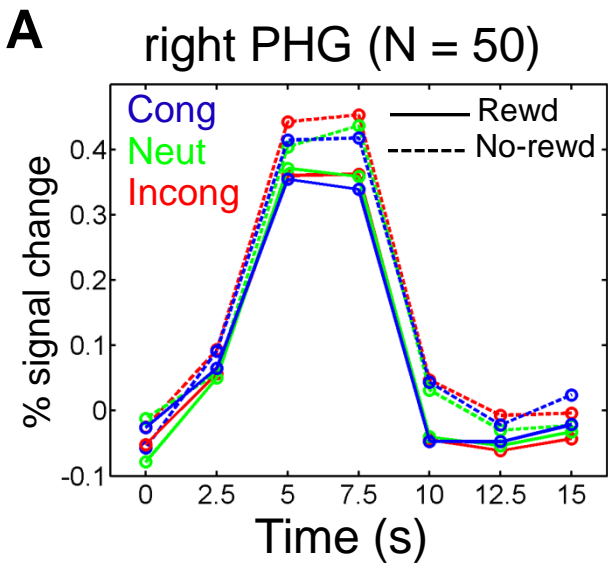 A
right PHG (N = 50)
Cong
Neut
Incong
Rewd
No-rewd
% signal change
0.4
0.3
0.2
0.1
0
-0.1
0
2.5
5
7.5
10
12.5
15
Time (s)